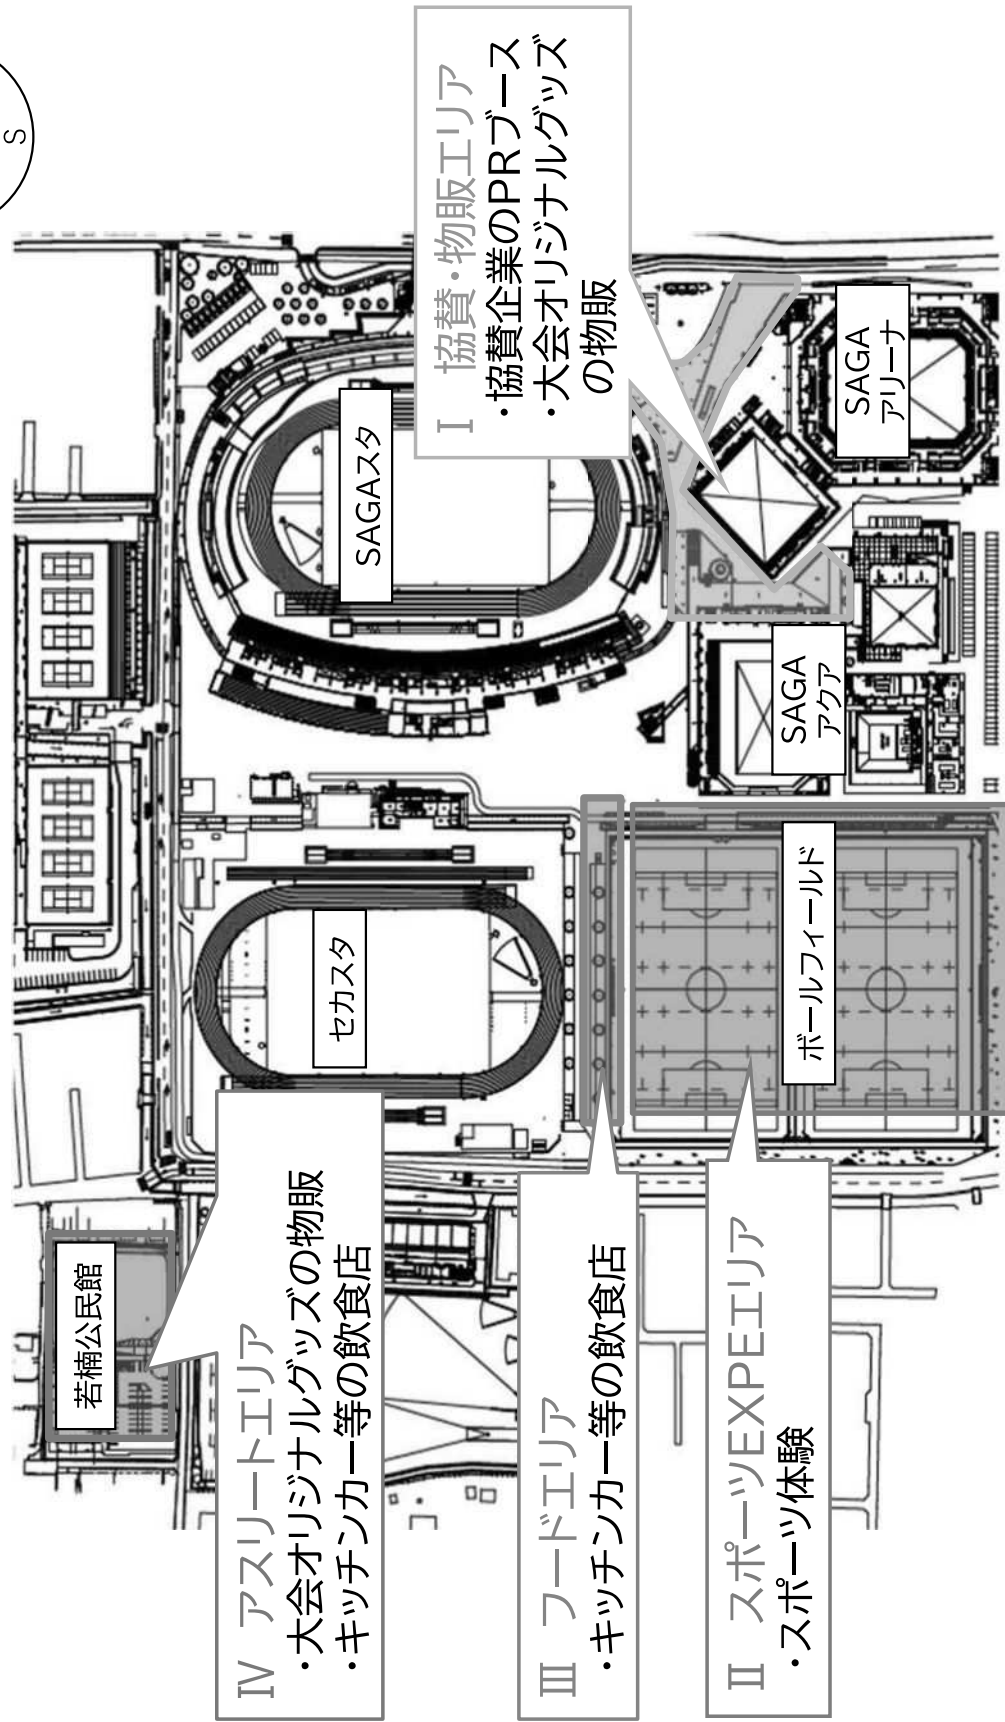 S
Ⅰ 協賛・物販エリア
・協賛企業のPRブース
・大会オリジナルグッズ
の物販
SAGAスタ
SAGA
アリーナ
SAGA
アクア
セカスタ
ボールフィールド
若楠公民館
Ⅳ アスリートエリア
・大会オリジナルグッズの物販
・キッチンカー等の飲食店
Ⅲ フードエリア
・キッチンカー等の飲食店
Ⅱ スポーツEXPEエリア
・スポーツ体験